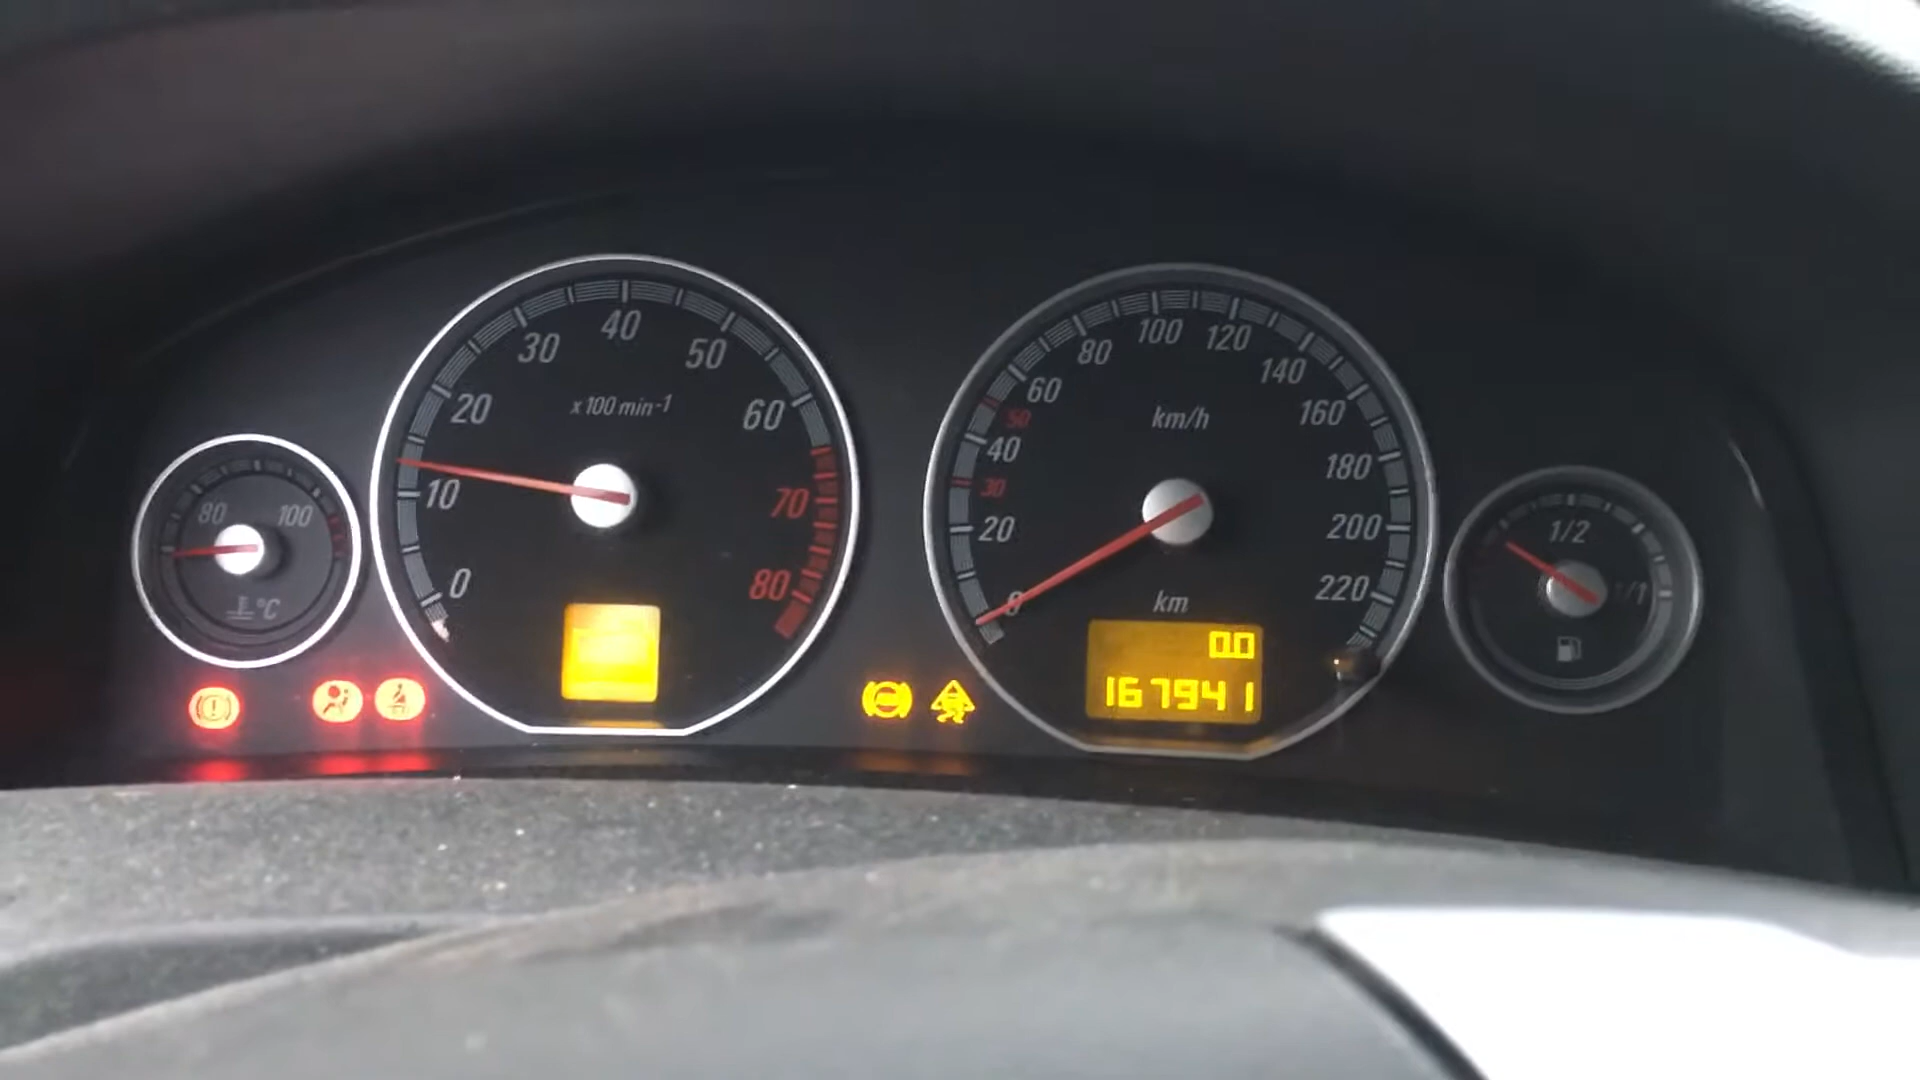 80 100
°C
0 10 20 30 40 50 60 70 80
x 100 min-1
0 20 30 40 50 60 80 100 120 140 160 180 200 220
km/h
km
0.0
167941
1/2
1/1